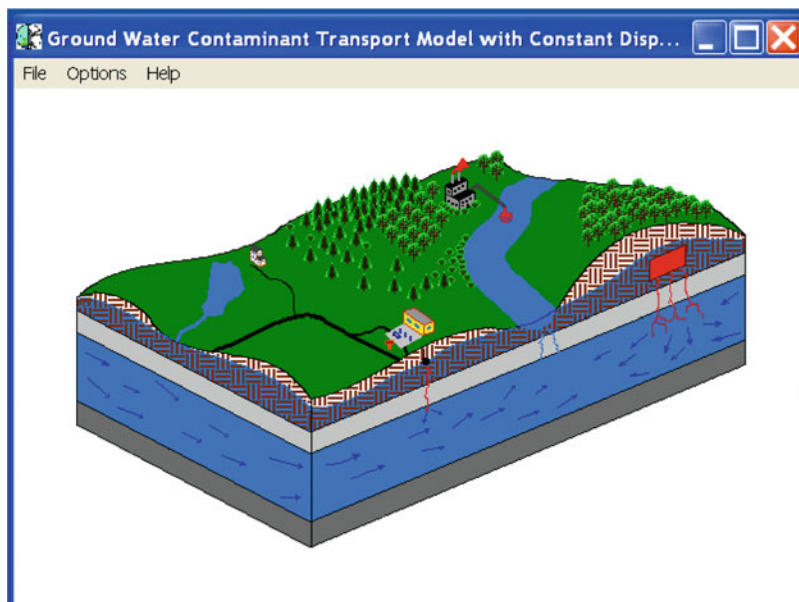 Ground Water Contaminant Transport Model with Constant Disp...
File Options Help